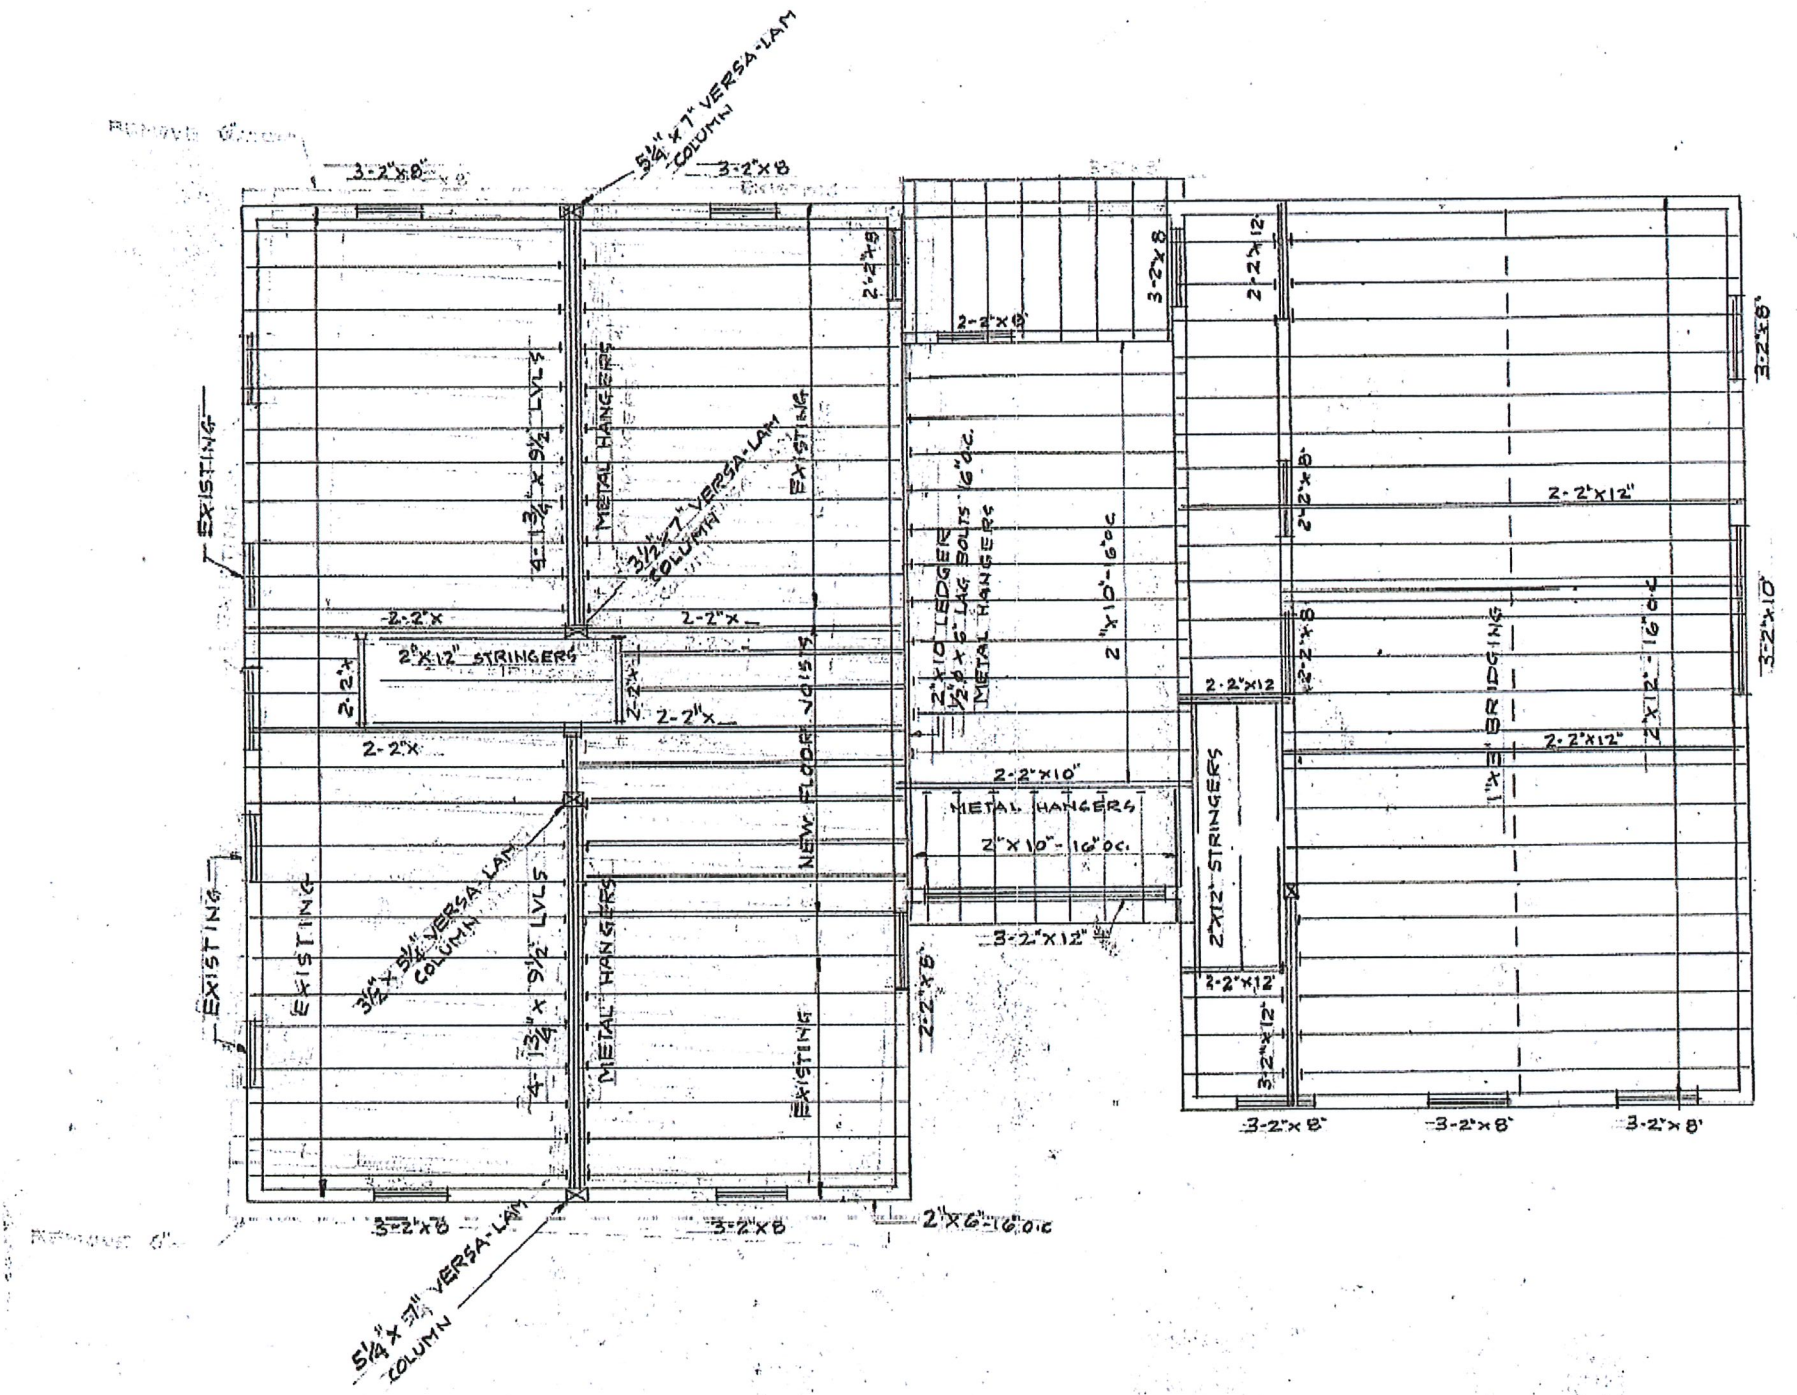 5¼" X 7" VERSA-LAM
COLUMN
3-2"X8"
3-2"X8
2-2"X8
3-2"X8
2-2"X12
3-2"X8"
2-2"X8"
EXISTING
4- 1¾" X 9½ LVLS
METAL HANGERS
EXISTING
3½" X 7" VERSA-LAM
COLUMN
2"X10 LEDGER
½"Ø X 6" LAG BOLTS 16"O.C.
METAL HANGERS
2"X10"-16"O.C.
2-2"X8"
2-2"X12"
3-2"X10"
2-2"X
2-2"X
2"X12" STRINGERS
2-2"X
2-2"X
2-2"X
2-2"X
NEW FLOOR JOISTS
2-2"X8
2-2"X12
1"X3" BRIDGING
2"X12"-16"O.C
2-2"X12"
2"X12" STRINGERS
2-2"X10"
METAL HANGERS
2"X10"-16"O.C.
3-2"X12"
EXISTING
EXISTING
3½" X 5¼" VERSA-LAM
COLUMN
4- 1¾" X 9½" LVLS
METAL HANGERS
EXISTING
2-2"X8"
2-2"X12"
3-2"X12"
3-2"X8"
3-2"X8"
3-2"X8"
3-2"X8
3-2"X8
2"X6"-16"O.C
VERSA-LAM
COLUMN